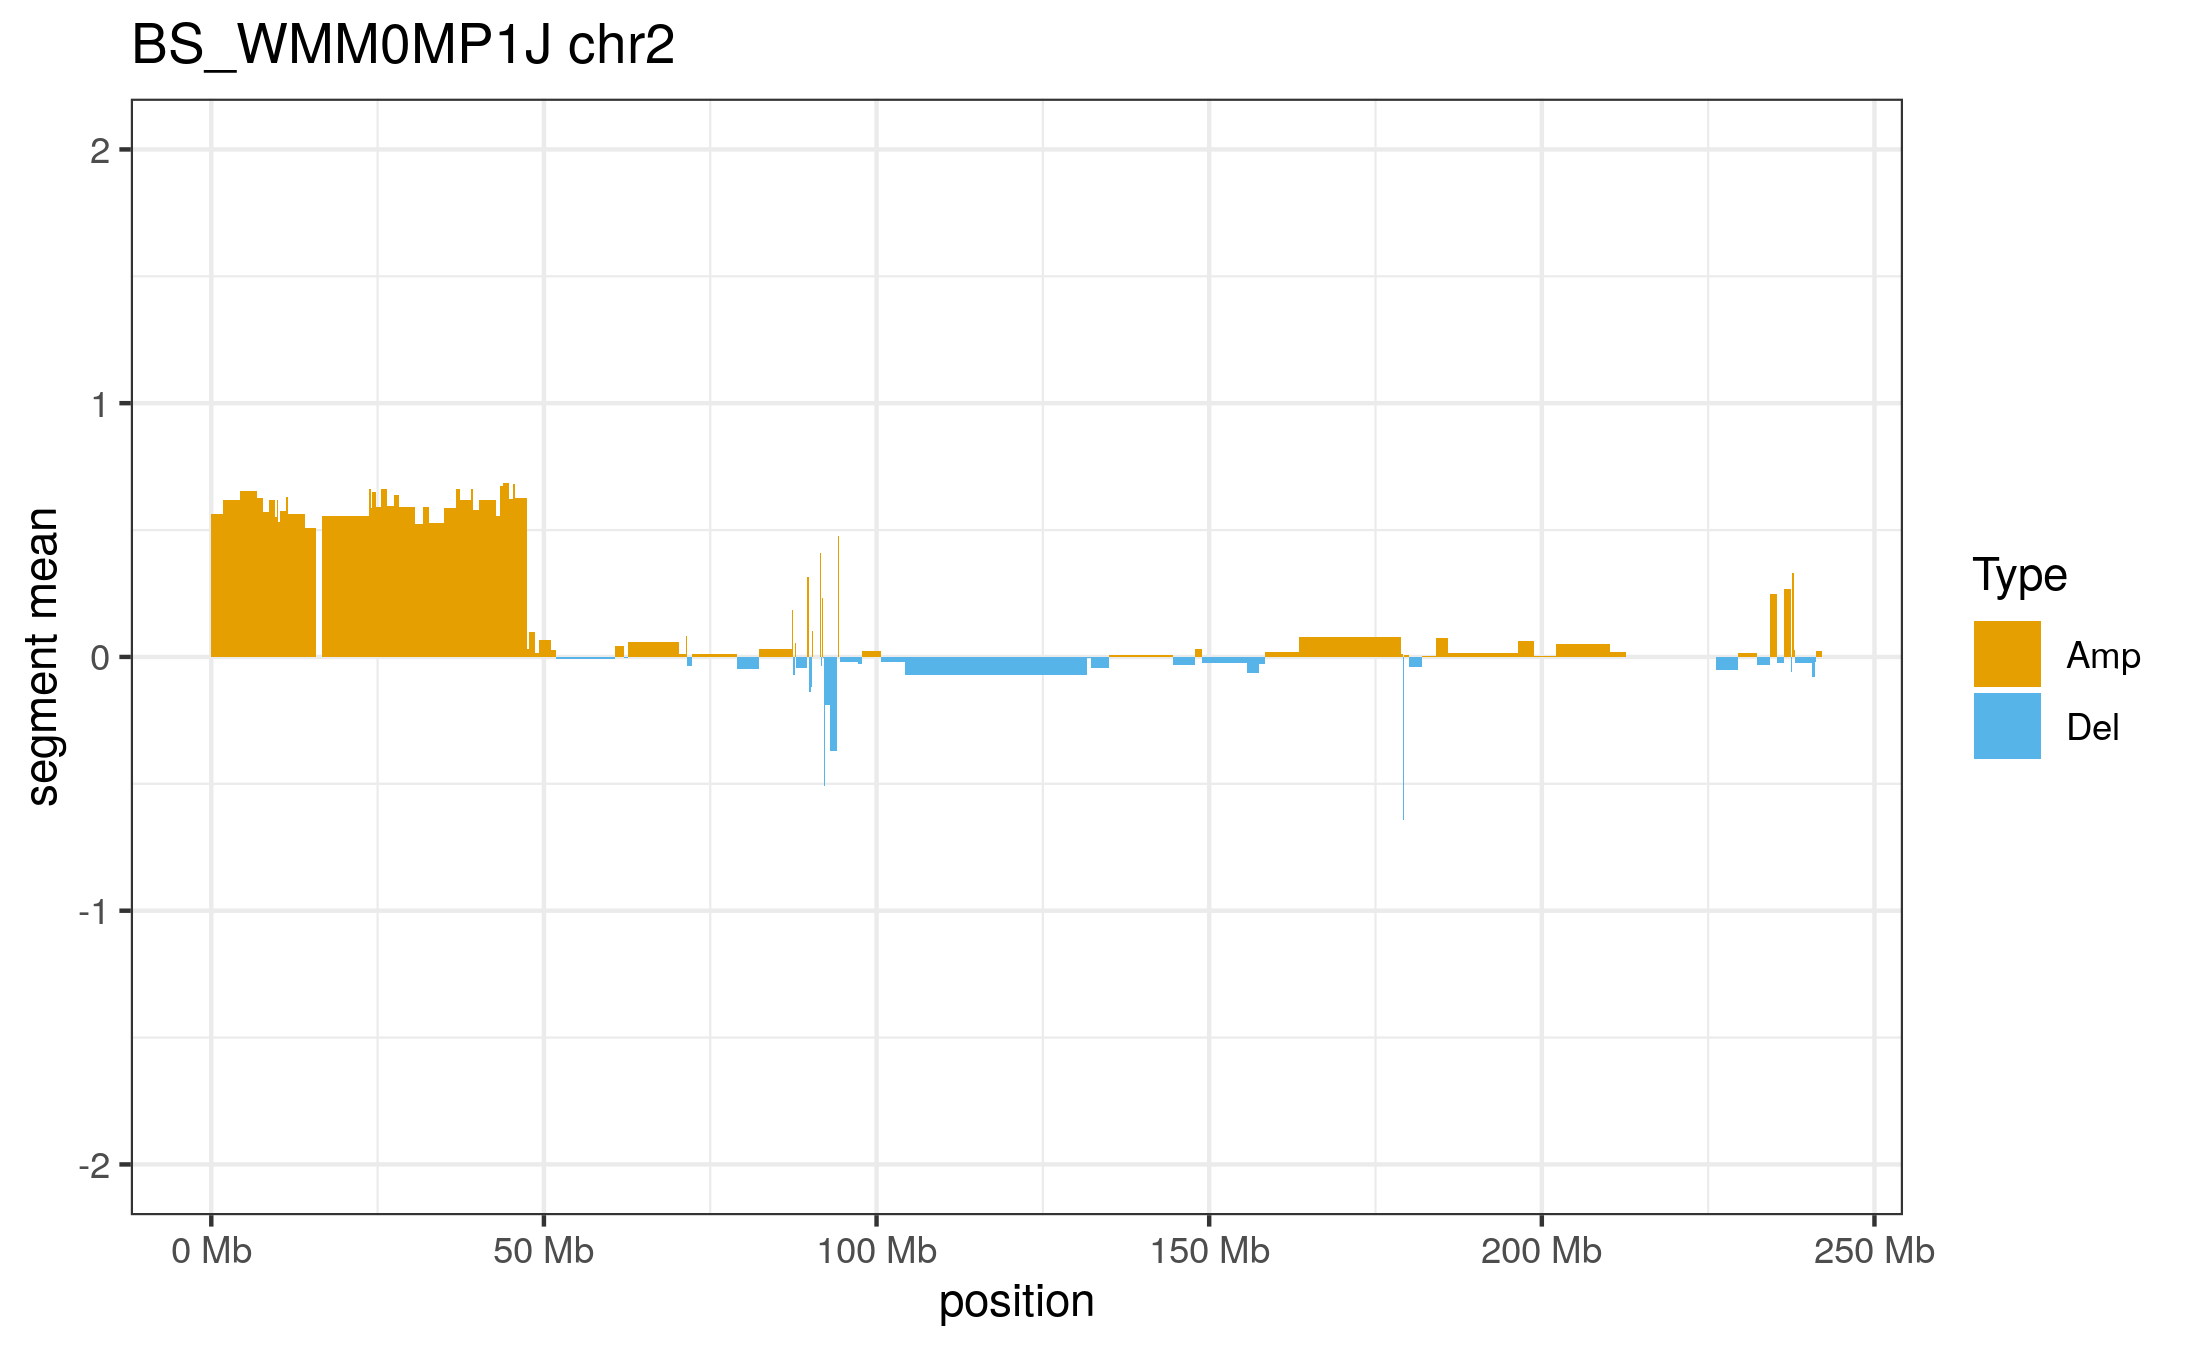 BS_WMM0MP1J chr2
2
1
0
-1
-2
segment mean
0 Mb
50 Mb
100 Mb
150 Mb
200 Mb
250 Mb
position
Type
Amp
Del